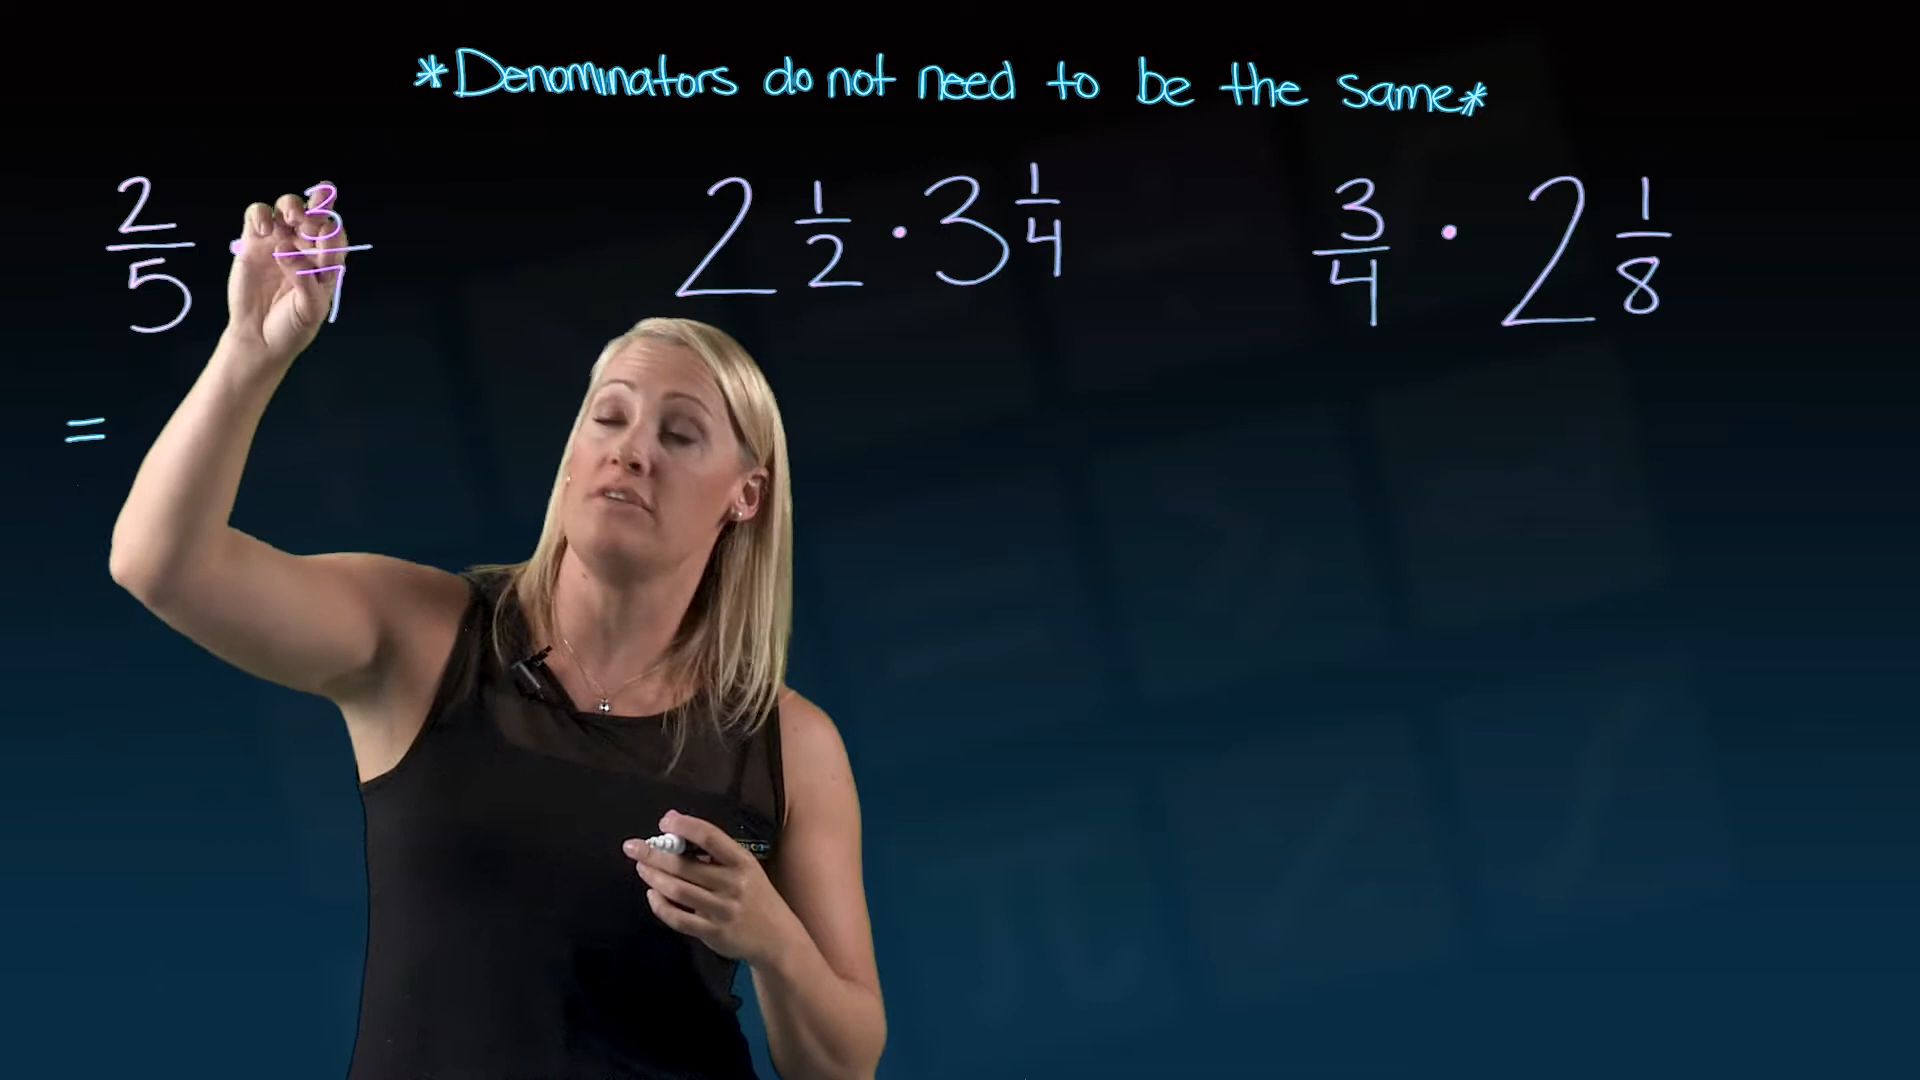 *Denominators do not need to be the same*
2/5 · 3/7
2 1/2 · 3 1/4
3/4 · 2 1/8
=